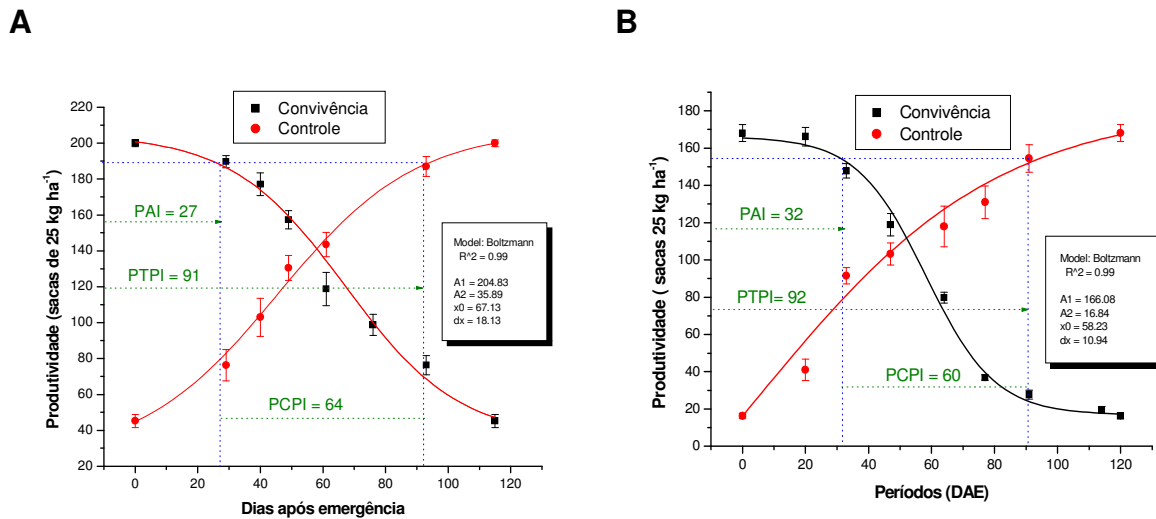 A
Convivência
Controle
Produtividade (sacas de 25 kg ha-1)
220
200
180
160
140
120
100
80
60
40
20
PAI = 27
PTPI = 91
PCPI = 64
Model: Boltzmann
R^2 = 0.99
A1 = 204.83
A2 = 35.89
x0 = 67.13
dx = 18.13
0 20 40 60 80 100 120
Dias após emergência
B
Convivência
Controle
Produtividade ( sacas 25 kg ha-1)
180
160
140
120
100
80
60
40
20
0
PAI = 32
PTPI= 92
PCPI = 60
Model: Boltzmann
R^2 = 0.99
A1 = 166.08
A2 = 16.84
x0 = 58.23
dx = 10.94
0 20 40 60 80 100 120
Períodos (DAE)